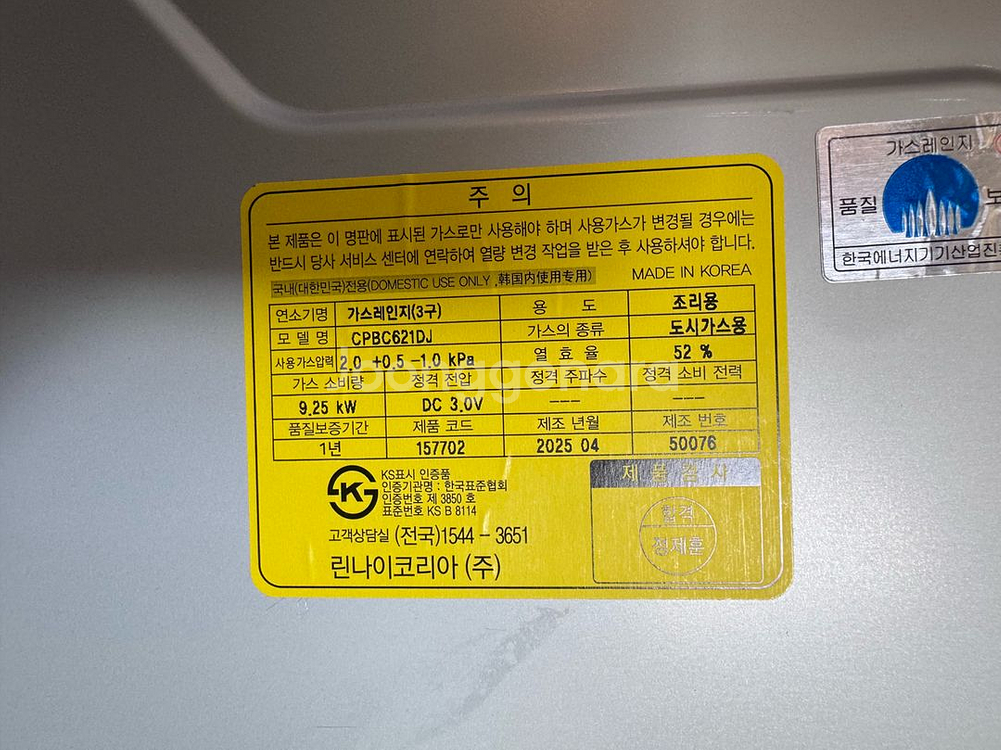 주 의
본 제품은 이 명판에 표시된 가스로만 사용해야 하며 사용가스가 변경될 경우에는
반드시 당사 서비스 센터에 연락하여 열량 변경 작업을 받은 후 사용하셔야 합니다.
국내(대한민국)전용(DOMESTIC USE ONLY ,韩国内使用专用) MADE IN KOREA
연소기명 가스레인지(3구) 용 도 조리용
모 델 명 CPBC621DJ 가스의 종류 도시가스용
사용가스압력 2.0 +0.5 -1.0 kPa 열 효 율 52 %
가스 소비량 정격 전압 정격 주파수 정격 소비 전력
9.25 kW DC 3.0V --- ---
품질보증기간 제품 코드 제조 년월 제조 번호
1년 157702 2025 04 50076
KS표시 인증품
인증기관명 : 한국표준협회
인증번호 제 3850 호
표준번호 KS B 8114
고객상담실 (전국)1544 - 3651
린나이코리아 (주)
제 품 검 사
합격
정제훈
가스레인지
품질
한국에너지기기산업진